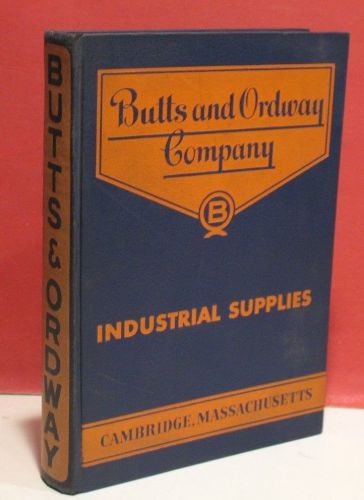 BUTTS & ORDWAY
Butts and Ordway
Company
B
INDUSTRIAL SUPPLIES
CAMBRIDGE, MASSACHUSETTS